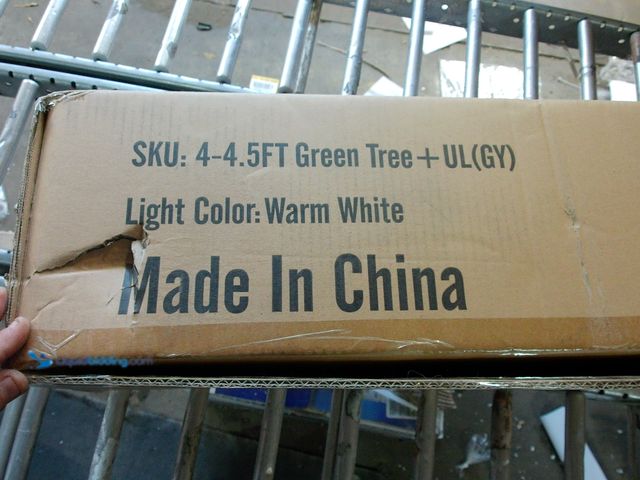 SKU: 4-4.5FT Green Tree+UL(GY)
Light Color: Warm White
Made In China